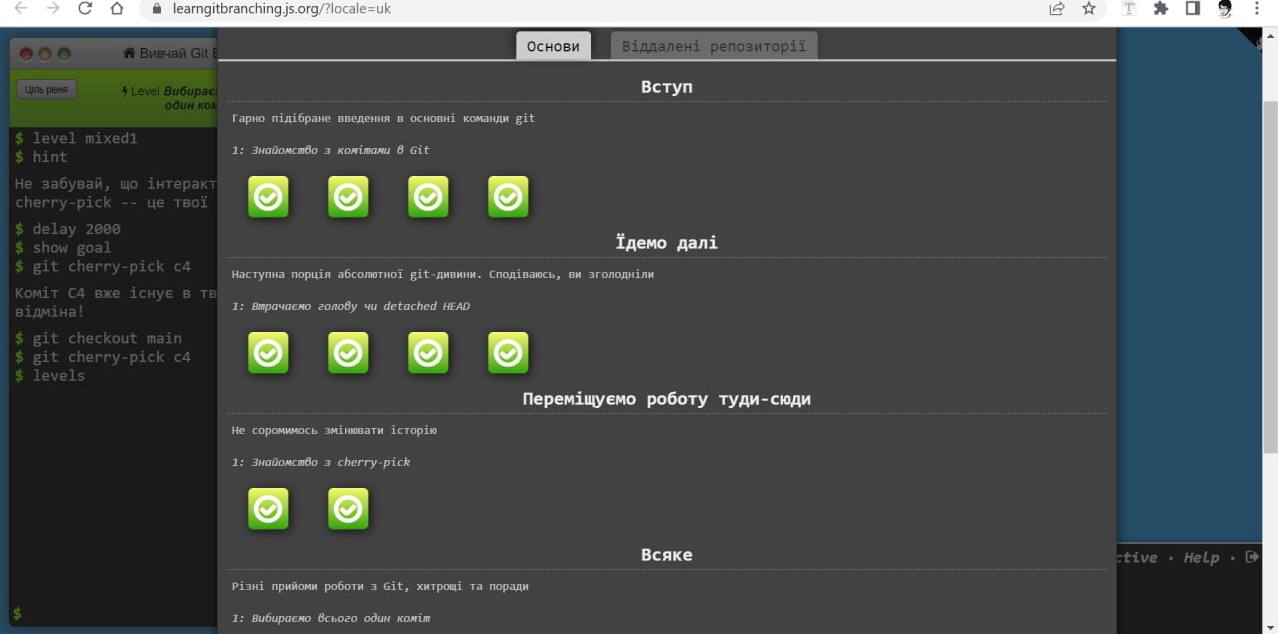 learngitbranching.js.org/?locale=uk
Основи
Віддалені репозиторії
Вивчай Git
Ціль рівня
Level
один
$ level mixed1
$ hint
Не забувай, що
cherry-pick -- це твої
$ delay 2000
$ show goal
$ git cherry-pick c4
Коміт C4 вже існує в
відміна!
$ git checkout main
$ git cherry-pick c4
$ levels
$
Вступ
Гарно підібране введення в основні команди git
1: Знайомство з комітами в Git
Їдемо далі
Наступна порція абсолютної git-дивини. Сподіваюсь, ви зголодніли
1: Втрачаємо голову чи detached HEAD
Переміщуємо роботу туди-сюди
Не соромимось змінювати історію
1: Знайомство з cherry-pick
Всяке
Різні прийоми роботи з Git, хитрощі та поради
1: Вибираємо всього один коміт
· Help ·